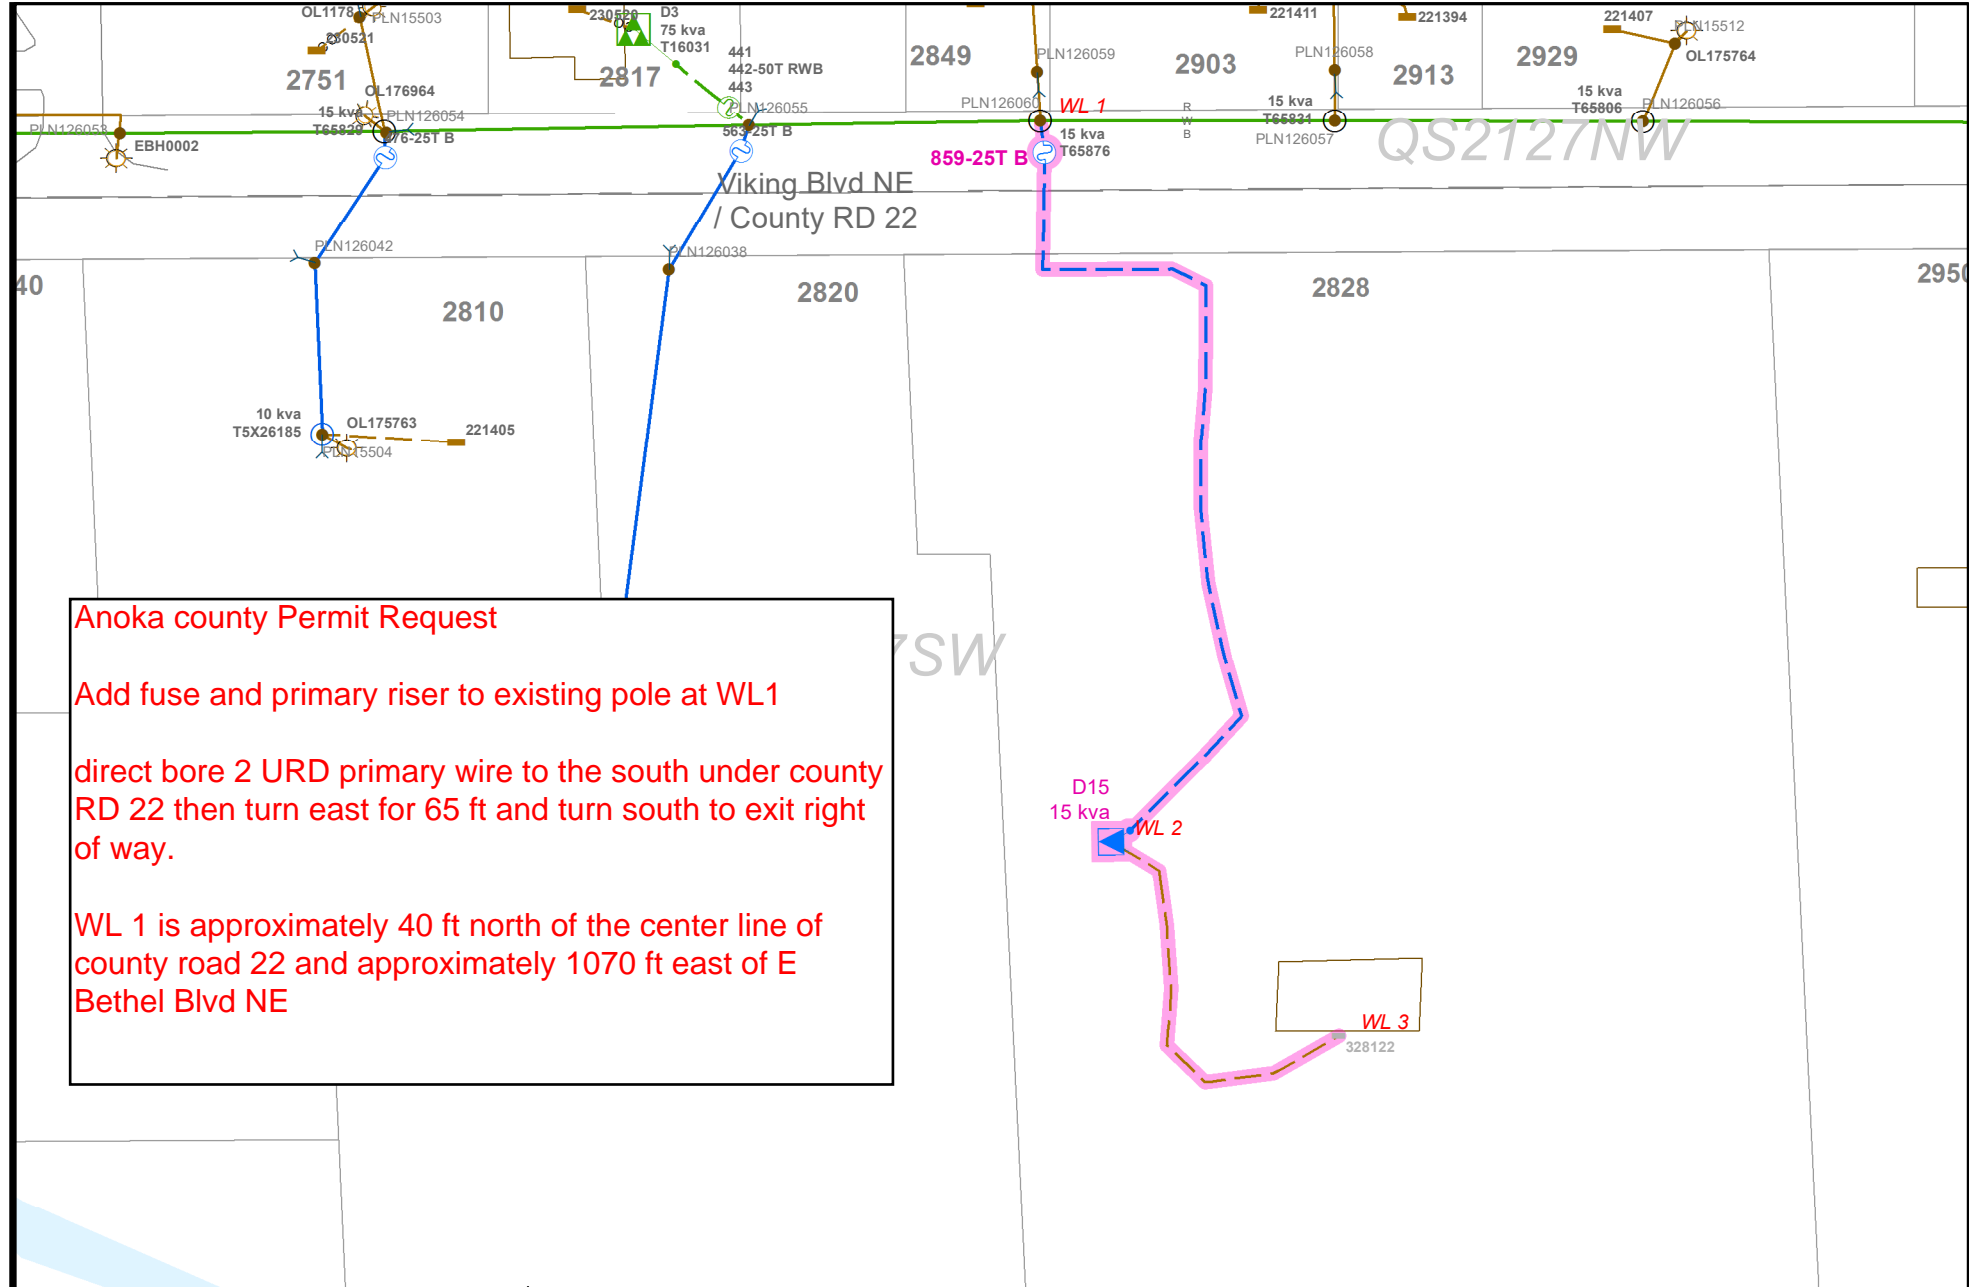 OL1178
PLN15503
230521
2751
OL176964
15 kva
T65829
PLN126054
76-25T B
PLN126053
EBH0002
230520
D3
75 kva
T16031
2817
441
442-50T RWB
443
PLN126055
563-25T B
2849
PLN126059
PLN126060
WL 1
15 kva
T65876
859-25T B
2903
R
W
B
221411
PLN126058
15 kva
T65831
PLN126057
221394
2913
2929
221407
PLN15512
OL175764
15 kva
T65806
PLN126056
QS2127NW
Viking Blvd NE
/ County RD 22
PLN126042
PLN126038
40
2810
2820
2828
2950
10 kva
T5X26185
OL175763
PLN15504
221405
7SW
Anoka county Permit Request
Add fuse and primary riser to existing pole at WL1
direct bore 2 URD primary wire to the south under county
RD 22 then turn east for 65 ft and turn south to exit right
of way.
WL 1 is approximately 40 ft north of the center line of
county road 22 and approximately 1070 ft east of E
Bethel Blvd NE
D15
15 kva
WL 2
WL 3
328122